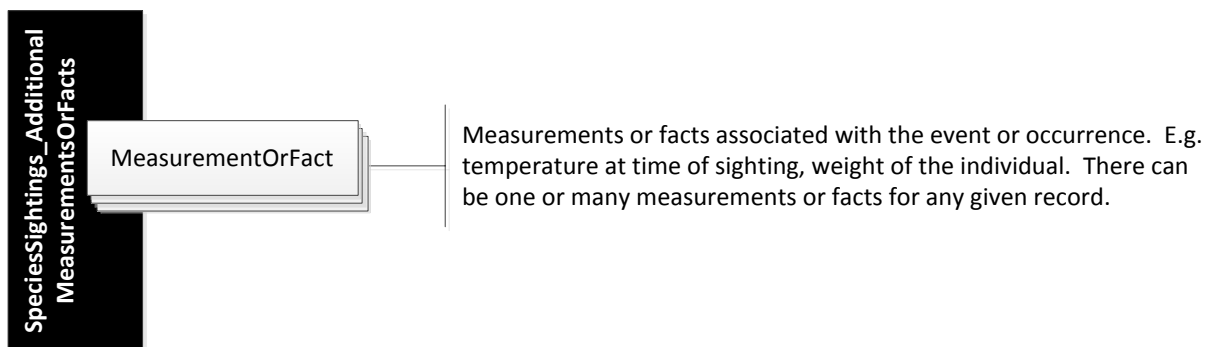 SpeciesSightings_Additional
MeasurementsOrFacts
MeasurementOrFact
Measurements or facts associated with the event or occurrence.  E.g.
temperature at time of sighting, weight of the individual.  There can
be one or many measurements or facts for any given record.